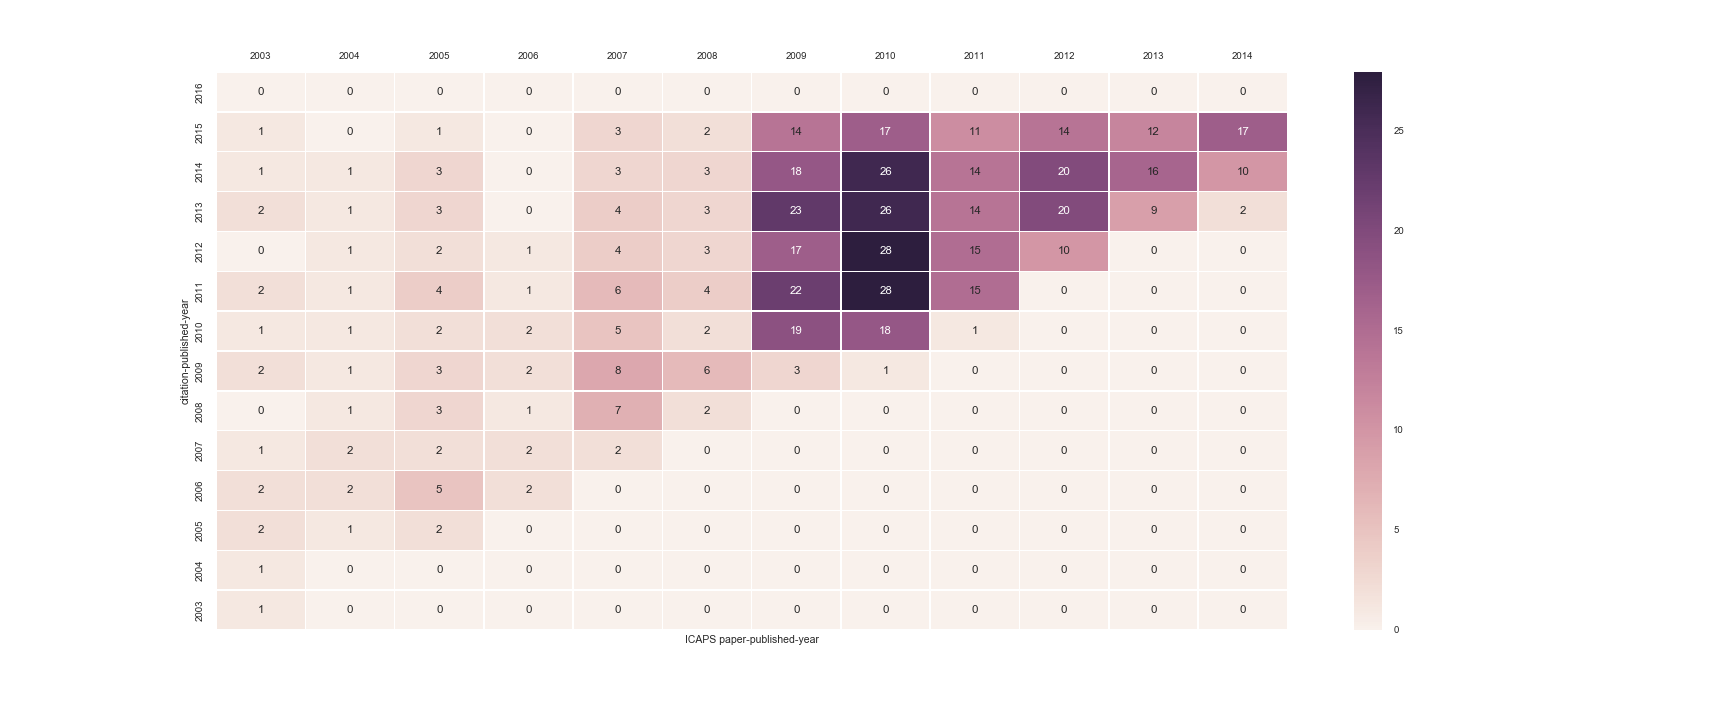 2003 2004 2005 2006 2007 2008 2009 2010 2011 2012 2013 2014
2016 0 0 0 0 0 0 0 0 0 0 0 0
2015 1 0 1 0 3 2 14 17 11 14 12 17
2014 1 1 3 0 3 3 18 26 14 20 16 10
2013 2 1 3 0 4 3 23 26 14 20 9 2
2012 0 1 2 1 4 3 17 28 15 10 0 0
2011 2 1 4 1 6 4 22 28 15 0 0 0
2010 1 1 2 2 5 2 19 18 1 0 0 0
2009 2 1 3 2 8 6 3 1 0 0 0 0
2008 0 1 3 1 7 2 0 0 0 0 0 0
2007 1 2 2 2 2 0 0 0 0 0 0 0
2006 2 2 5 2 0 0 0 0 0 0 0 0
2005 2 1 2 0 0 0 0 0 0 0 0 0
2004 1 0 0 0 0 0 0 0 0 0 0 0
2003 1 0 0 0 0 0 0 0 0 0 0 0
citation-published-year
ICAPS paper-published-year
25
20
15
10
5
0